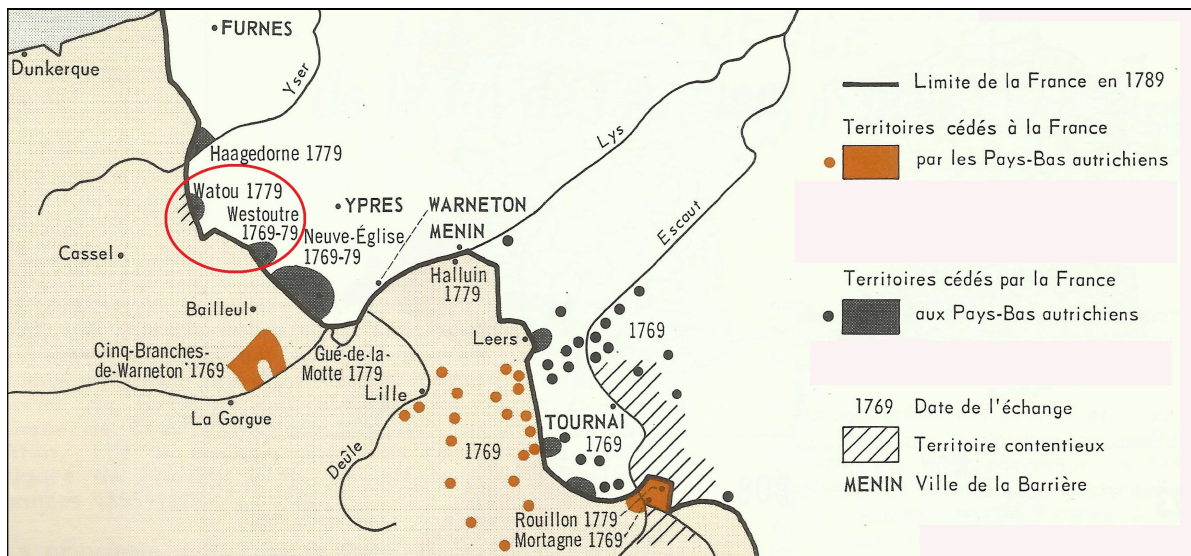 FURNES
Dunkerque
Yser
Haagedorne 1779
Watou 1779
Westoutre
1769-79
YPRES
Neuve-Église
1769-79
WARNETON
MENIN
Lys
Escaut
Cassel
Bailleul
Halluin
1779
Cinq-Branches-
de-Warneton 1769
Gué-de-la-
Motte 1779
Leers
1769
La Gorgue
Lille
Deûle
1769
TOURNAI
1769
Rouillon 1779
Mortagne 1769
Limite de la France en 1789
Territoires cédés à la France
par les Pays-Bas autrichiens
Territoires cédés par la France
aux Pays-Bas autrichiens
1769 Date de l'échange
Territoire contentieux
MENIN Ville de la Barrière